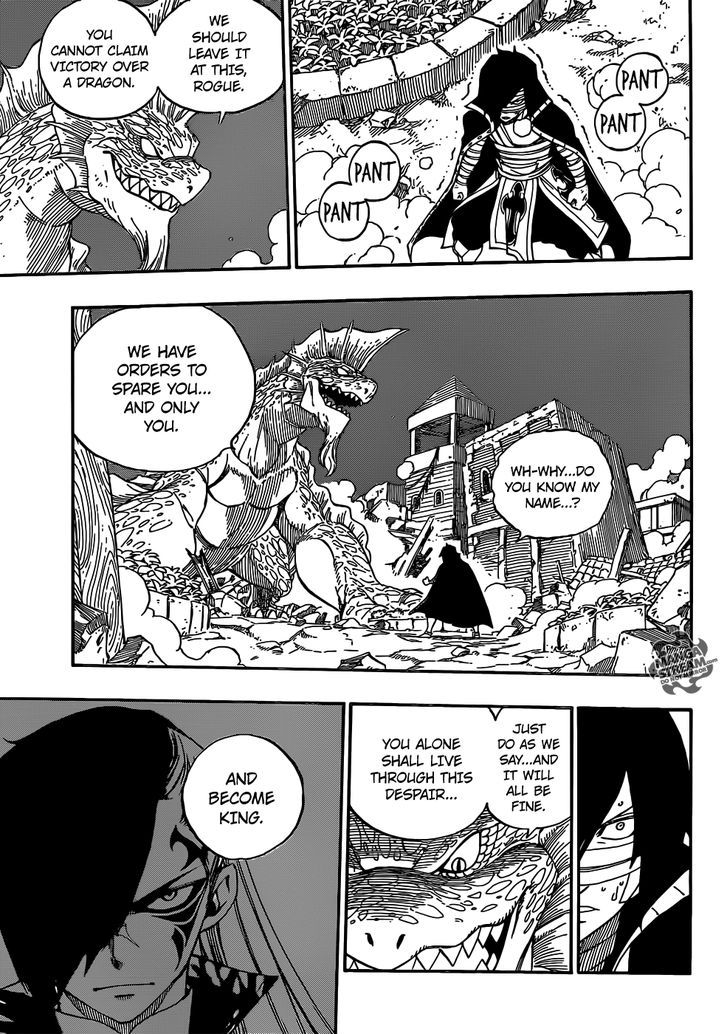 PANT
PANT
PANT
PANT
WE
SHOULD
LEAVE IT
AT THIS,
ROGUE.
YOU
CANNOT CLAIM
VICTORY OVER
A DRAGON.
WE HAVE
ORDERS TO
SPARE YOU...
AND ONLY
YOU.
WH-WHY...DO
YOU KNOW MY
NAME...?
MANGA
STREAM
JUST
DO AS WE
SAY...AND
IT WILL
ALL BE
FINE.
YOU ALONE
SHALL LIVE
THROUGH THIS
DESPAIR...
AND
BECOME
KING.